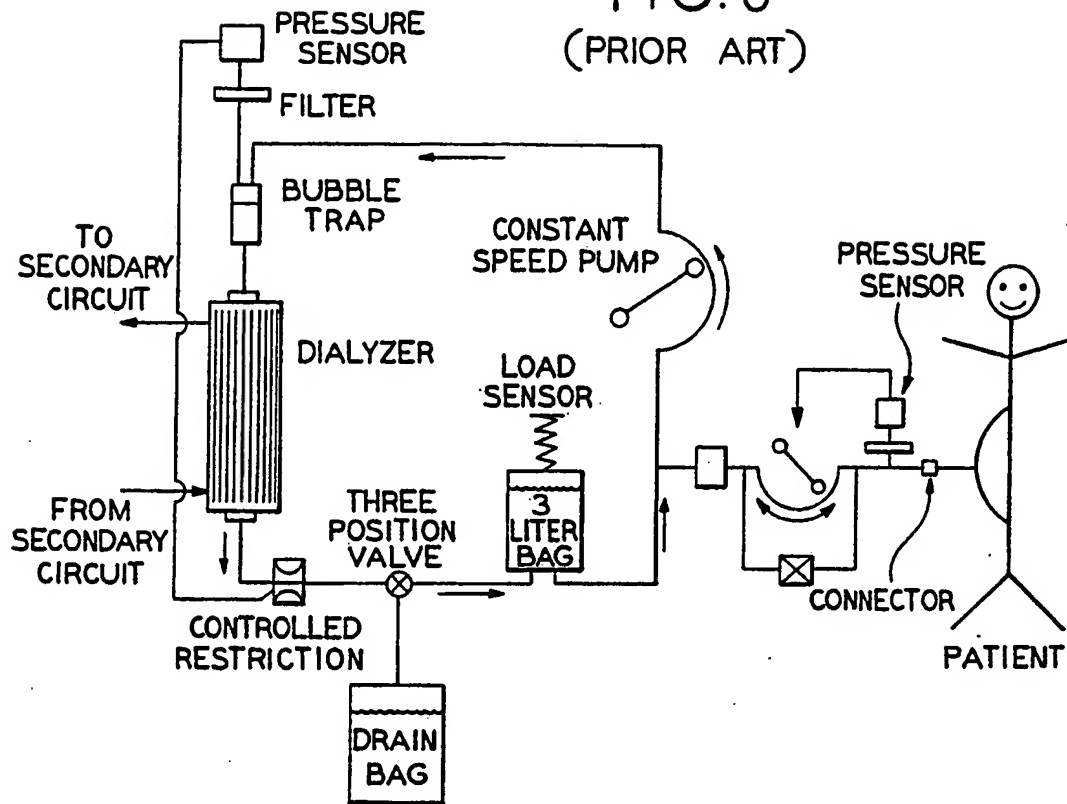 (PRIOR ART)
PRESSURE
SENSOR
FILTER
BUBBLE
TRAP
TO
SECONDARY
CIRCUIT
CONSTANT
SPEED PUMP
PRESSURE
SENSOR
DIALYZER
LOAD
SENSOR
3
LITER
BAG
FROM
SECONDARY
CIRCUIT
THREE
POSITION
VALVE
CONTROLLED
RESTRICTION
CONNECTOR
PATIENT
DRAIN
BAG